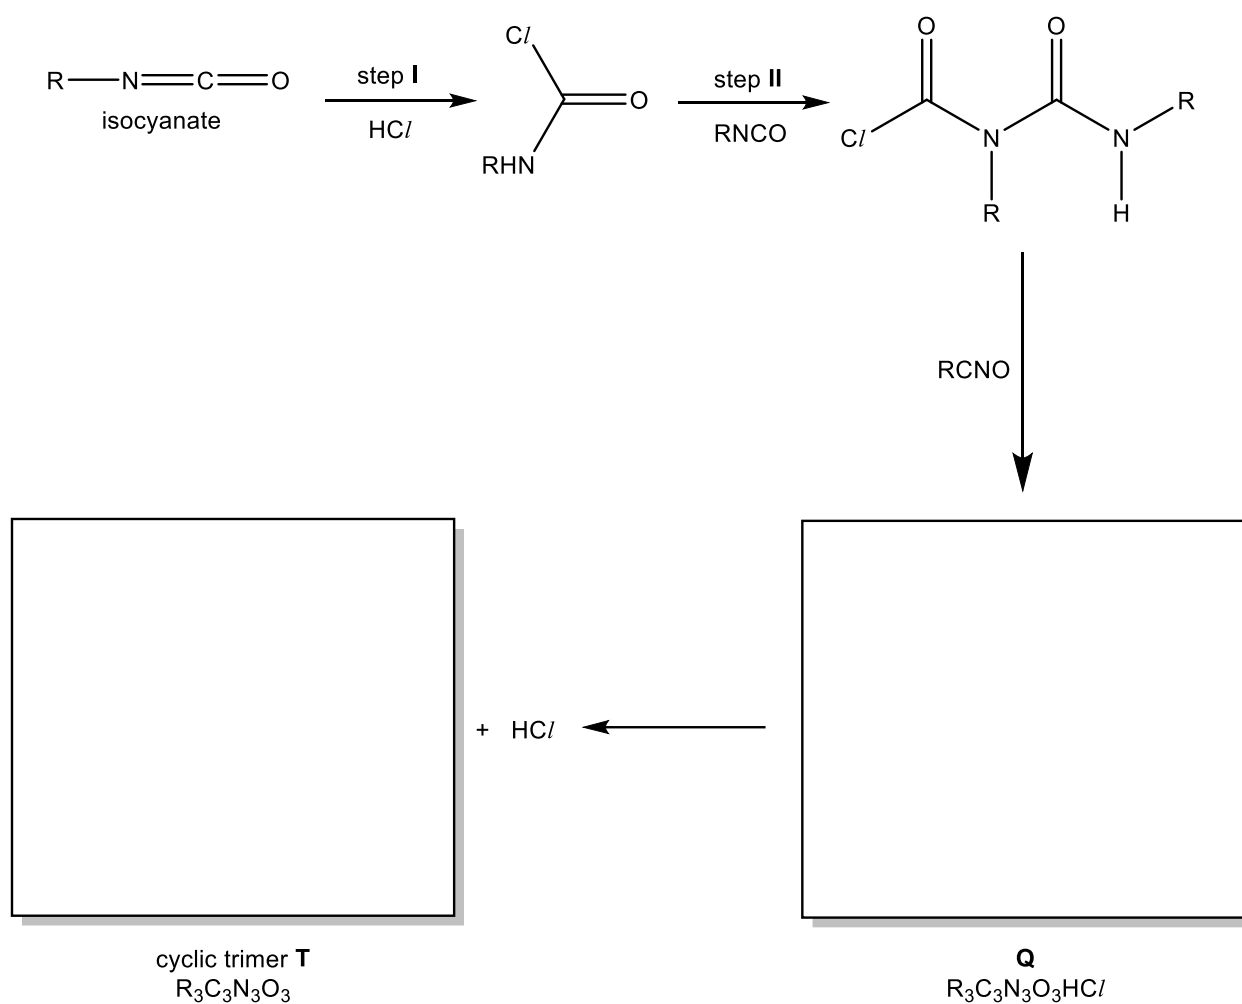 R N C O
isocyanate
step I
HCl
Cl
O
RHN
step II
RNCO
O O
Cl N N R
R H
RCNO
+ HCl
cyclic trimer T
R₃C₃N₃O₃
Q
R₃C₃N₃O₃HCl